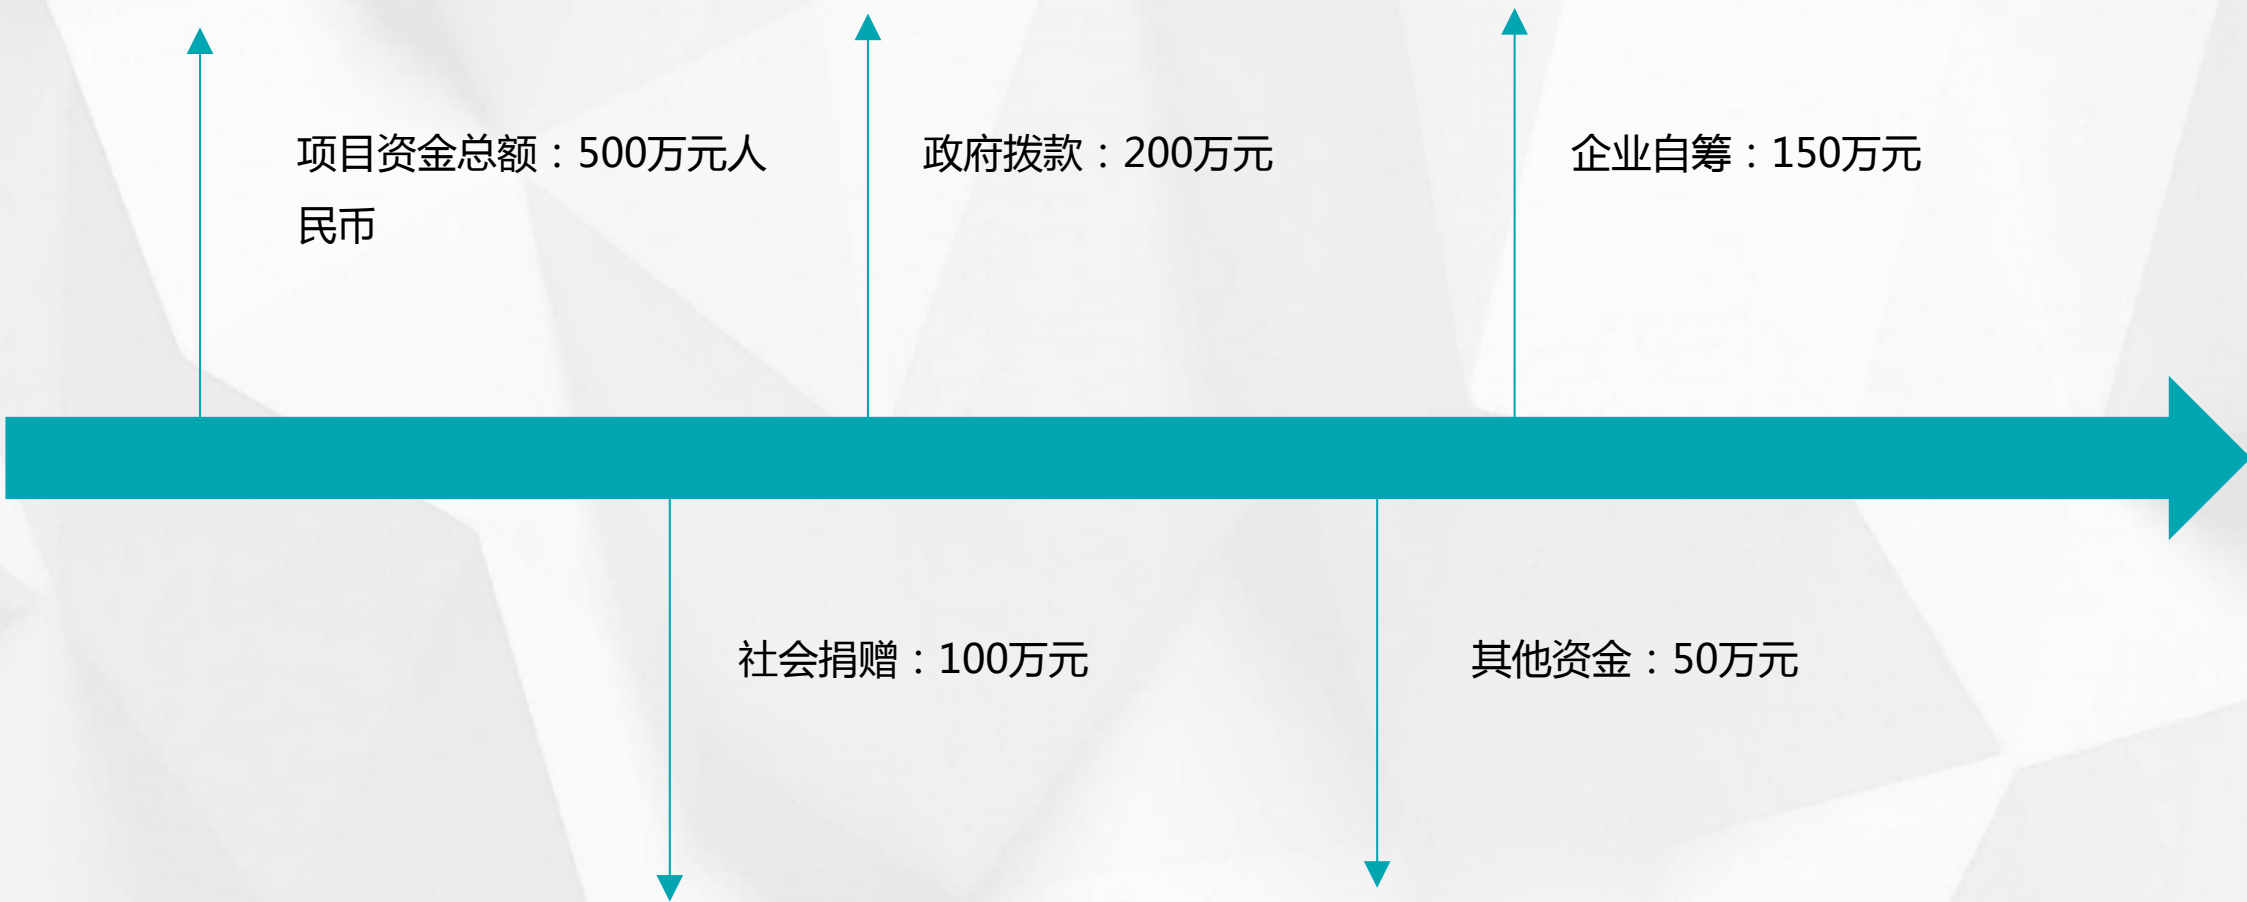 项目资金总额：500万元人
民币
政府拨款：200万元
企业自筹：150万元
社会捐赠：100万元
其他资金：50万元